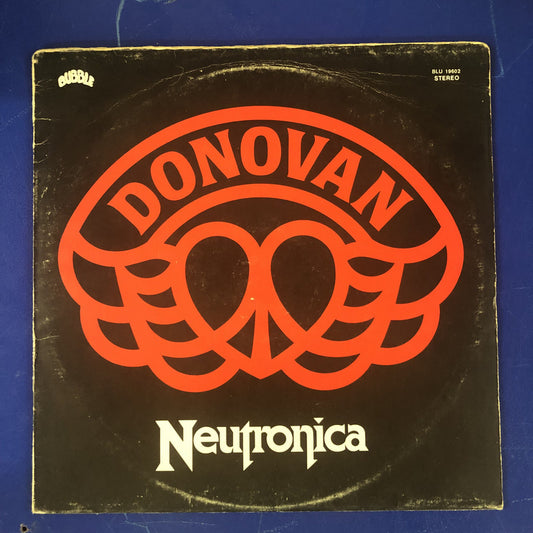 BUBBLE
BLU 19602
STEREO
DONOVAN
Neutronica